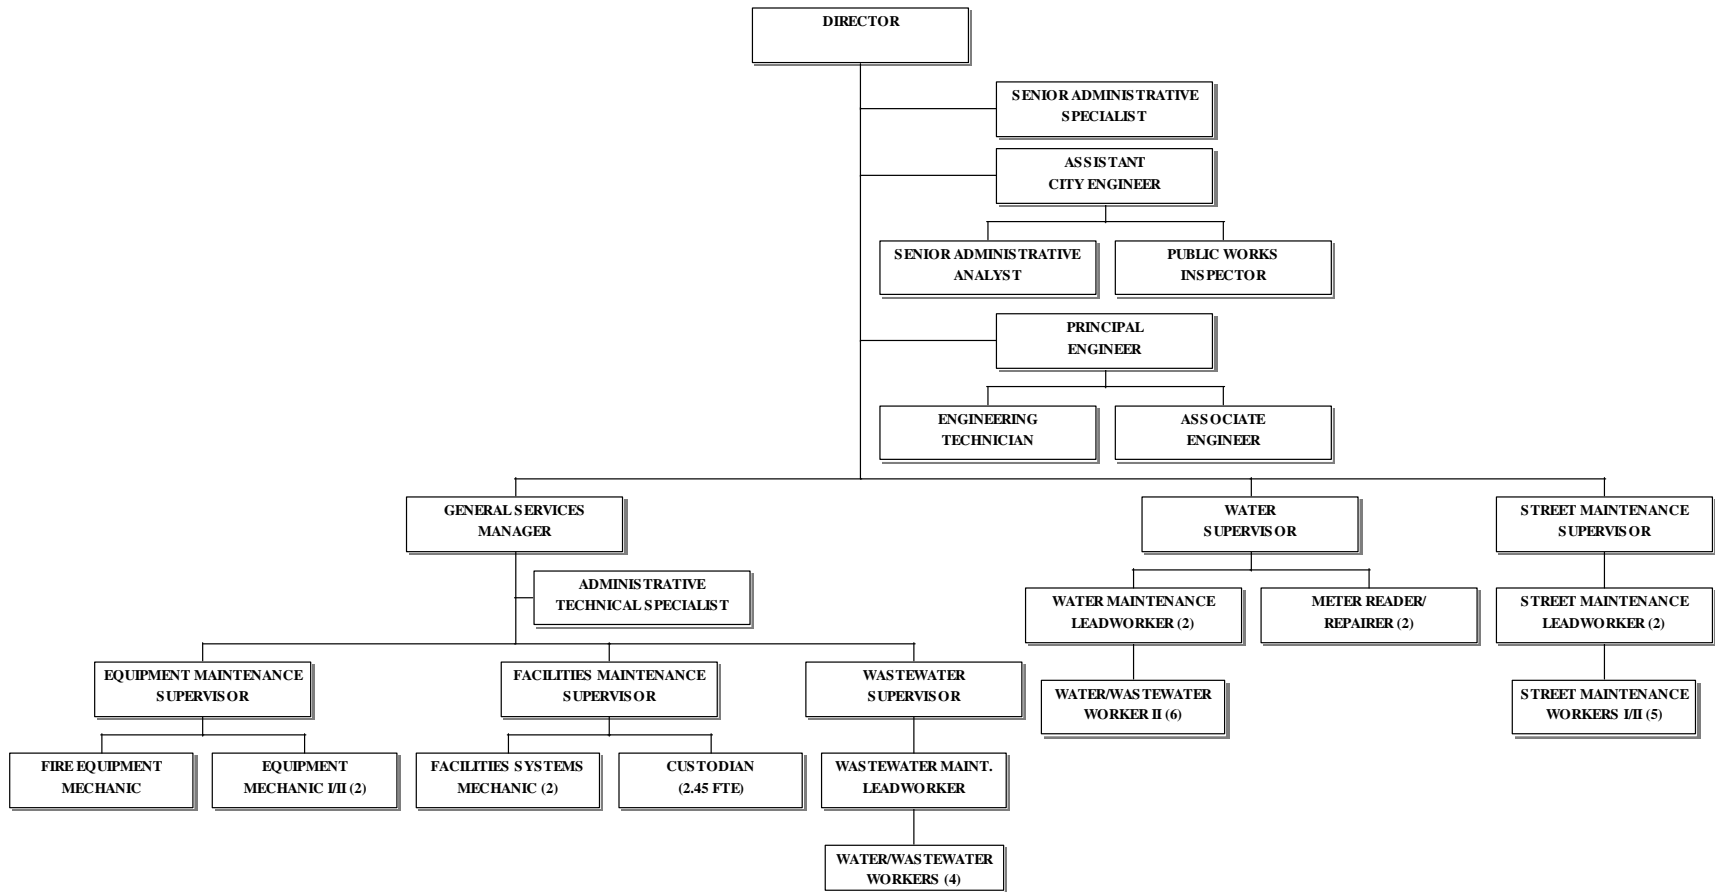 DIRECTOR
SENIOR ADMINISTRATIVE
SPECIALIST
ASSISTANT
CITY ENGINEER
SENIOR ADMINISTRATIVE
ANALYST
PUBLIC WORKS
INSPECTOR
PRINCIPAL
ENGINEER
ENGINEERING
TECHNICIAN
ASSOCIATE
ENGINEER
GENERAL SERVICES
MANAGER
WATER
SUPERVISOR
STREET MAINTENANCE
SUPERVISOR
ADMINISTRATIVE
TECHNICAL SPECIALIST
WATER MAINTENANCE
LEADWORKER (2)
METER READER/
REPAIRER (2)
STREET MAINTENANCE
LEADWORKER (2)
EQUIPMENT MAINTENANCE
SUPERVISOR
FACILITIES MAINTENANCE
SUPERVISOR
WASTEWATER
SUPERVISOR
WATER/WASTEWATER
WORKER II (6)
STREET MAINTENANCE
WORKERS I/II (5)
FIRE EQUIPMENT
MECHANIC
EQUIPMENT
MECHANIC I/II (2)
FACILITIES SYSTEMS
MECHANIC (2)
CUSTODIAN
(2.45 FTE)
WASTEWATER MAINT.
LEADWORKER
WATER/WASTEWATER
WORKERS (4)